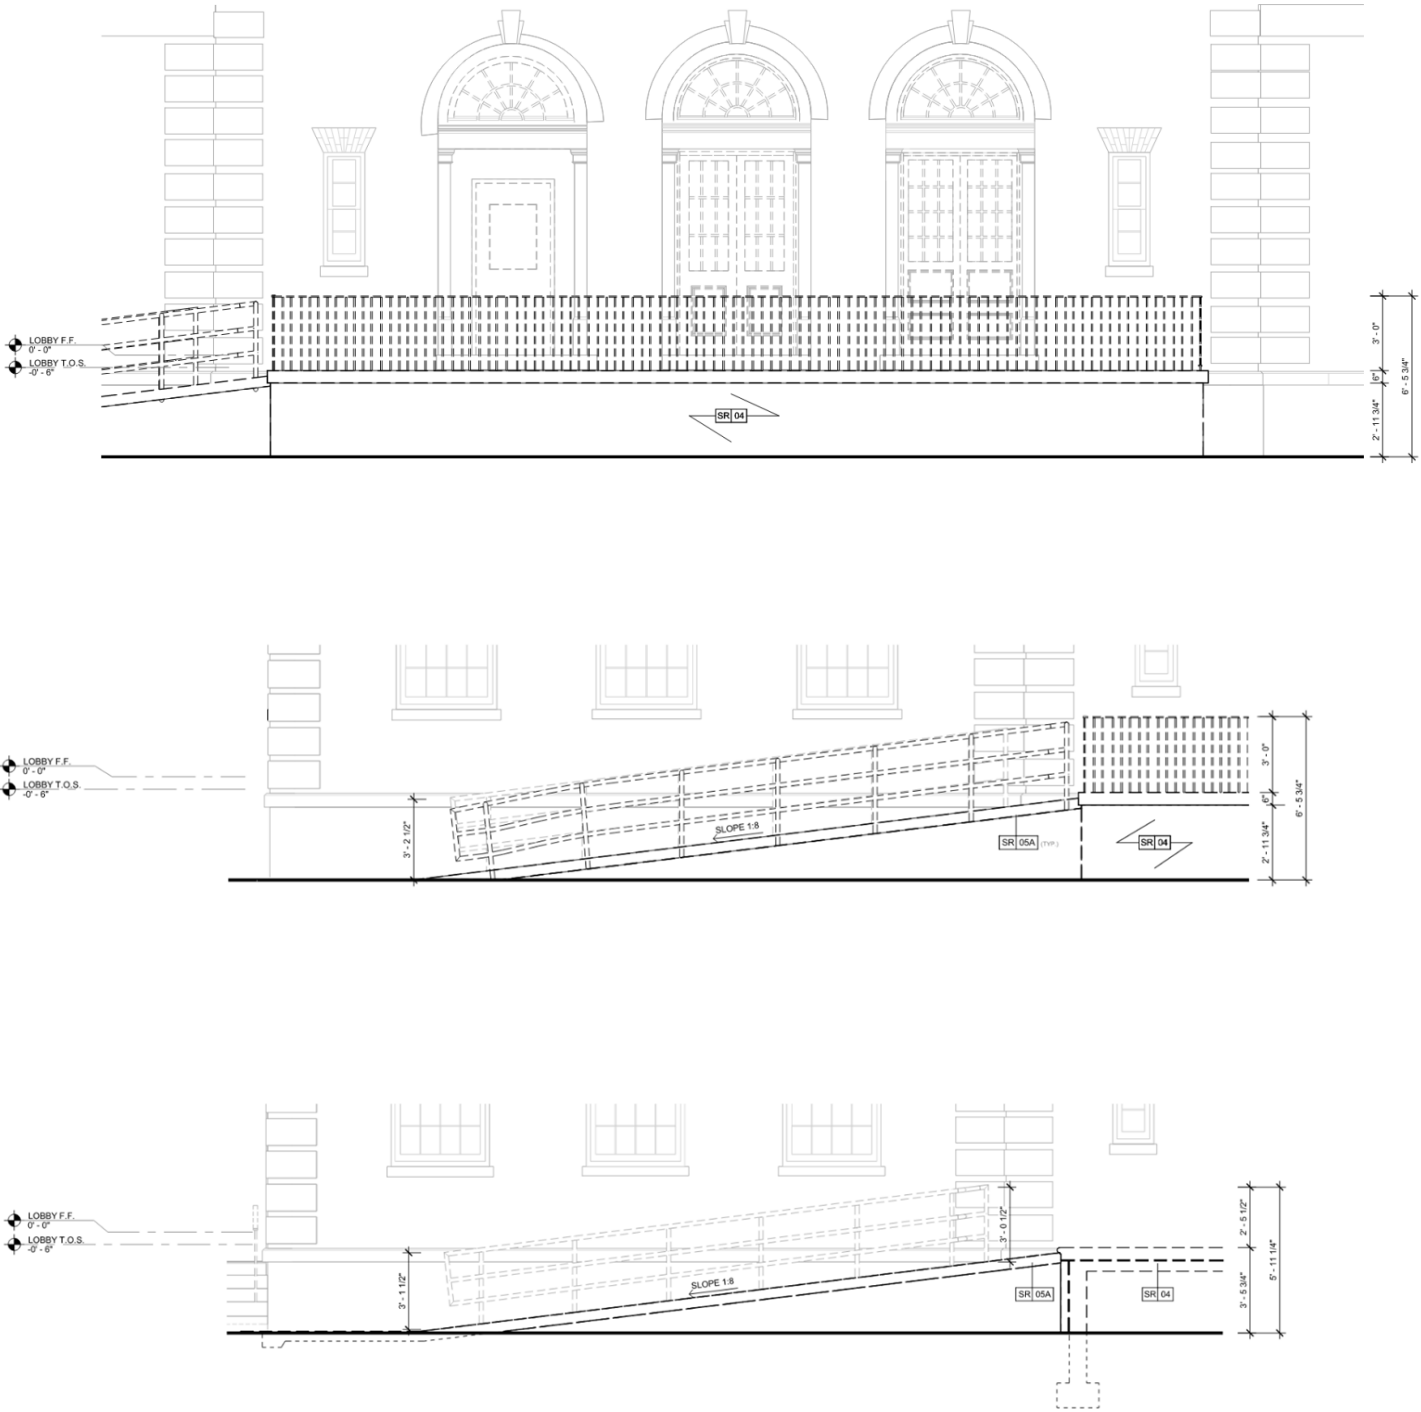 LOBBY F.F.
0' - 0"
LOBBY T.O.S.
-0' - 6"
SR 04
3' - 0"
6"
2' - 11 3/4"
6' - 5 3/4"
LOBBY F.F.
0' - 0"
LOBBY T.O.S.
-0' - 6"
3' - 2 1/2"
SLOPE 1:8
SR 05A (TYP.)
SR 04
3' - 0"
6"
2' - 11 3/4"
6' - 5 3/4"
LOBBY F.F.
0' - 0"
LOBBY T.O.S.
-0' - 6"
3' - 1 1/2"
SLOPE 1:8
3' - 0 1/2"
SR 05A
SR 04
2' - 5 1/2"
3' - 5 3/4"
5' - 11 1/4"